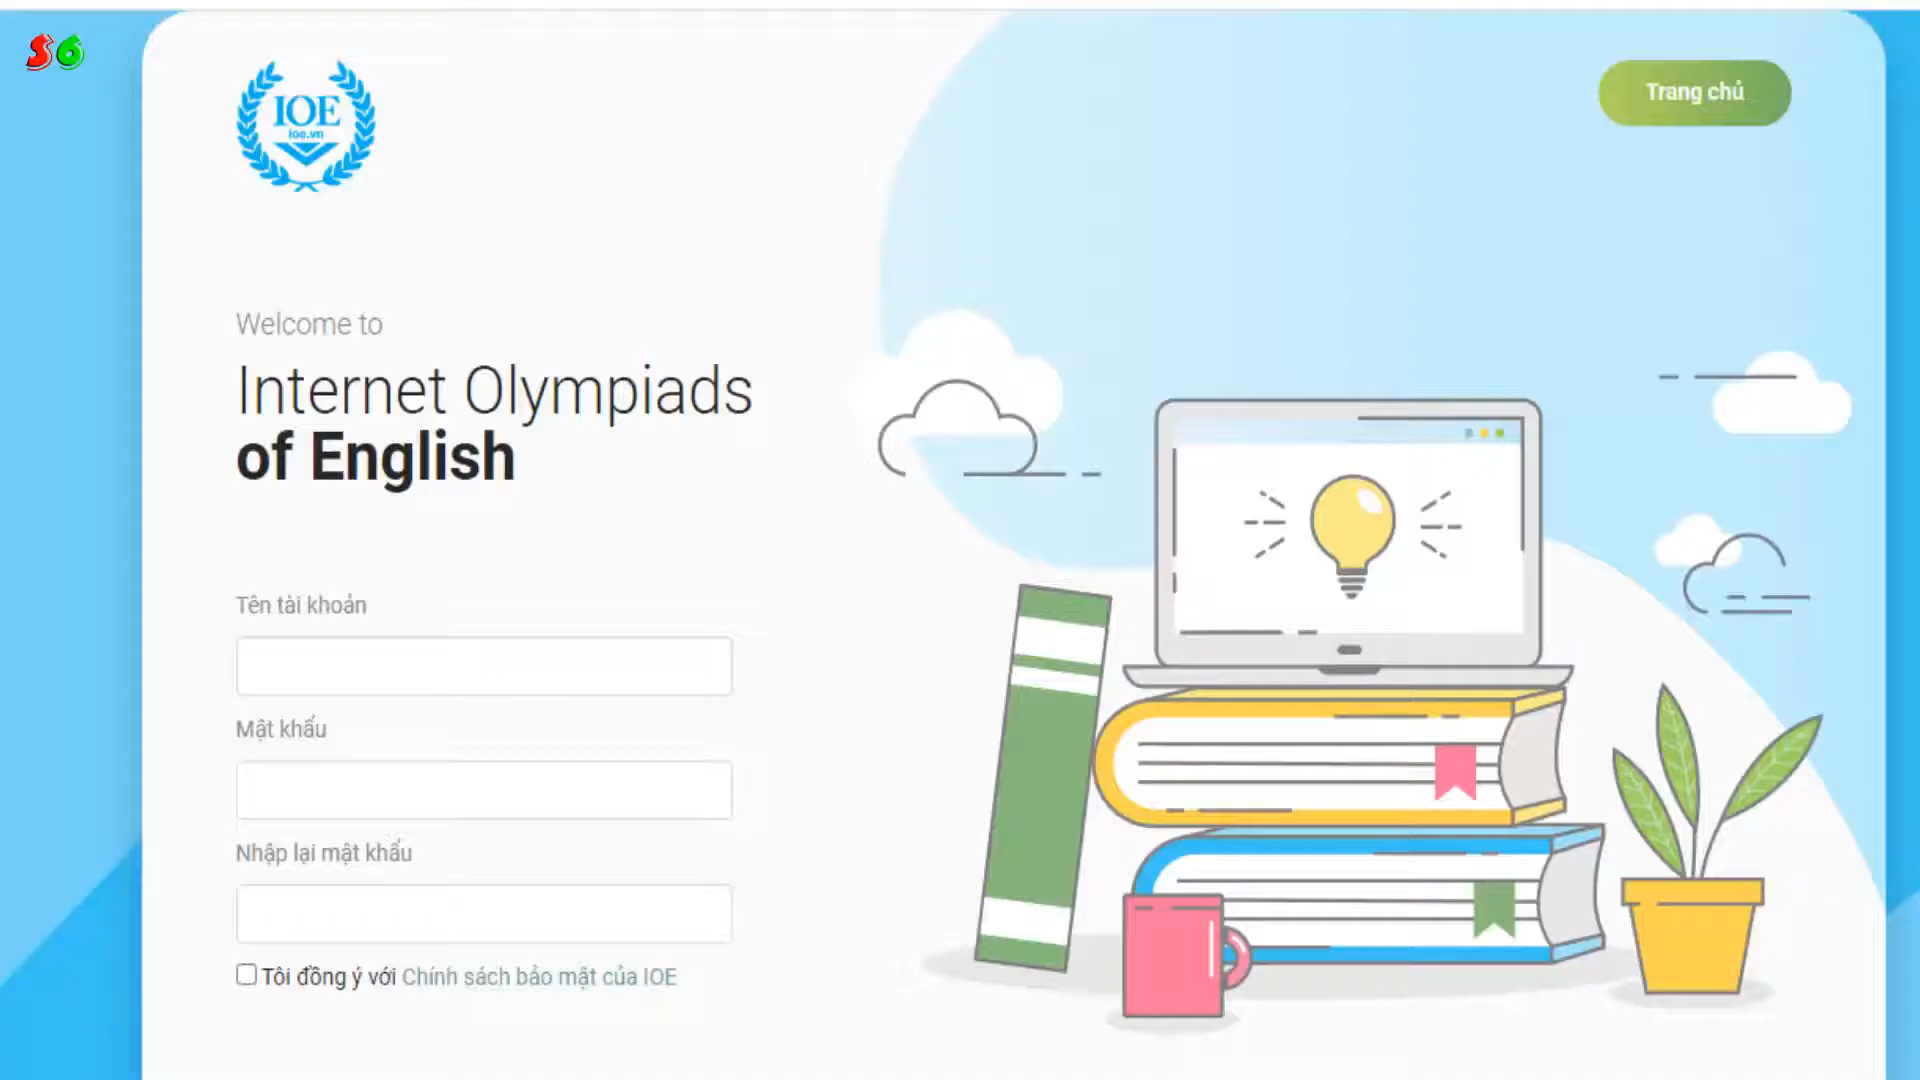 S6
IOE
ioe.vn
Trang chủ
Welcome to
Internet Olympiads
of English
Tên tài khoản
Mật khẩu
Nhập lại mật khẩu
Tôi đồng ý với Chính sách bảo mật của IOE